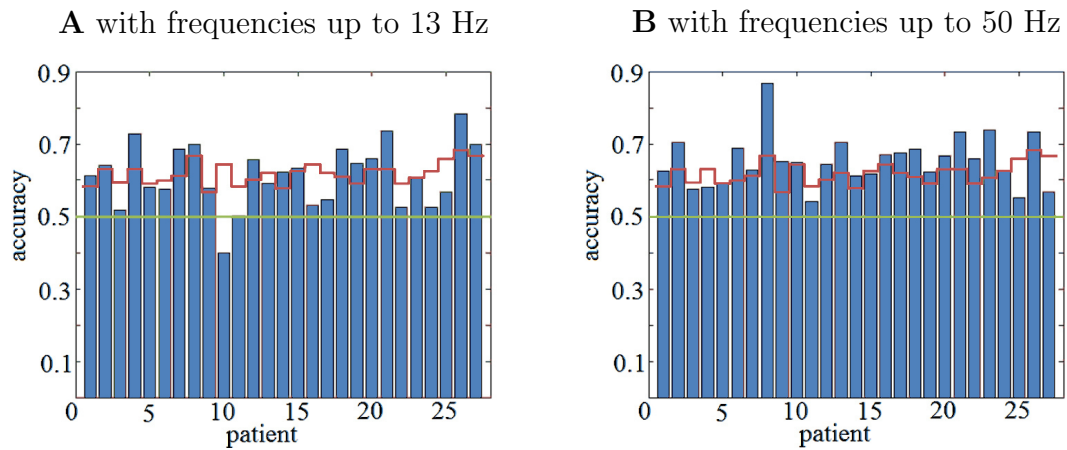 A with frequencies up to 13 Hz
0.9
0.7
0.5
0.3
0.1
accuracy
0 5 10 15 20 25
patient
B with frequencies up to 50 Hz
0.9
0.7
0.5
0.3
0.1
accuracy
0 5 10 15 20 25
patient